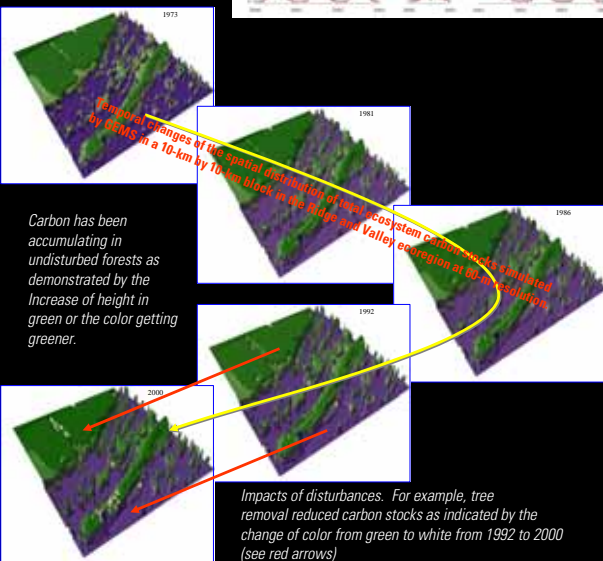 1973
Temporal changes of the spatial distribution of total ecosystem carbon stocks simulated
by GEMS in a 10-km by 10-km block in the Ridge and Valley ecoregion at 60-m resolution
1981
1986
Carbon has been
accumulating in
undisturbed forests as
demonstrated by the
Increase of height in
green or the color getting
greener.
1992
2000
Impacts of disturbances. For example, tree
removal reduced carbon stocks as indicated by the
change of color from green to white from 1992 to 2000
(see red arrows)